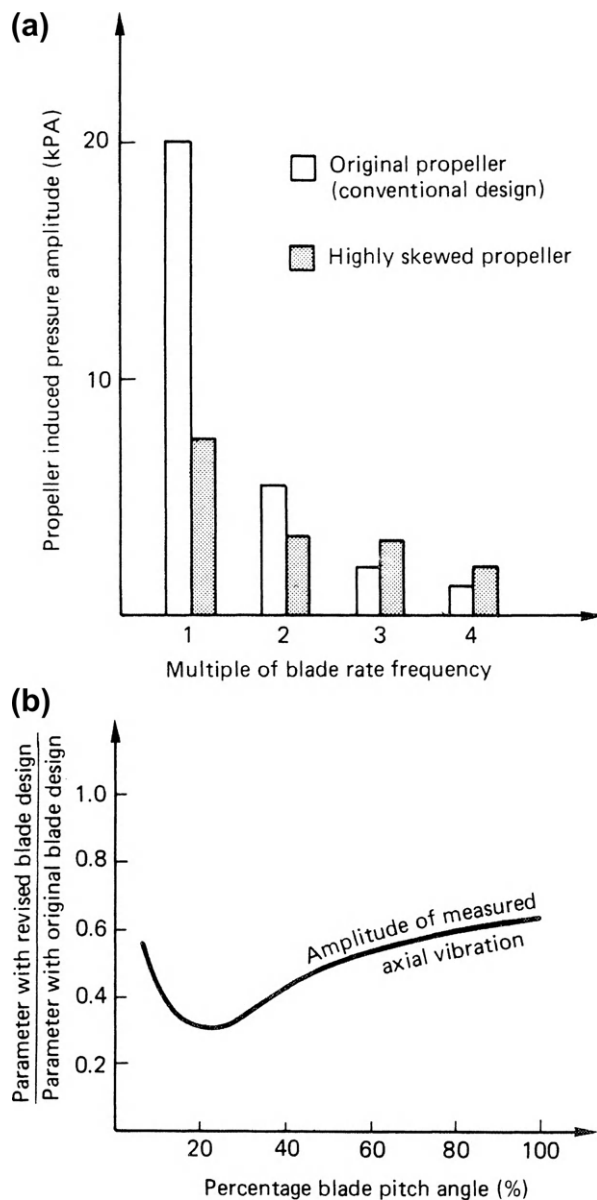 (a)
Propeller induced pressure amplitude (kPA)
20
10
Original propeller
(conventional design)
Highly skewed propeller
1 2 3 4
Multiple of blade rate frequency
(b)
Parameter with revised blade design
Parameter with original blade design
1.0
0.8
0.6
0.4
0.2
Amplitude of measured
axial vibration
20 40 60 80 100
Percentage blade pitch angle (%)